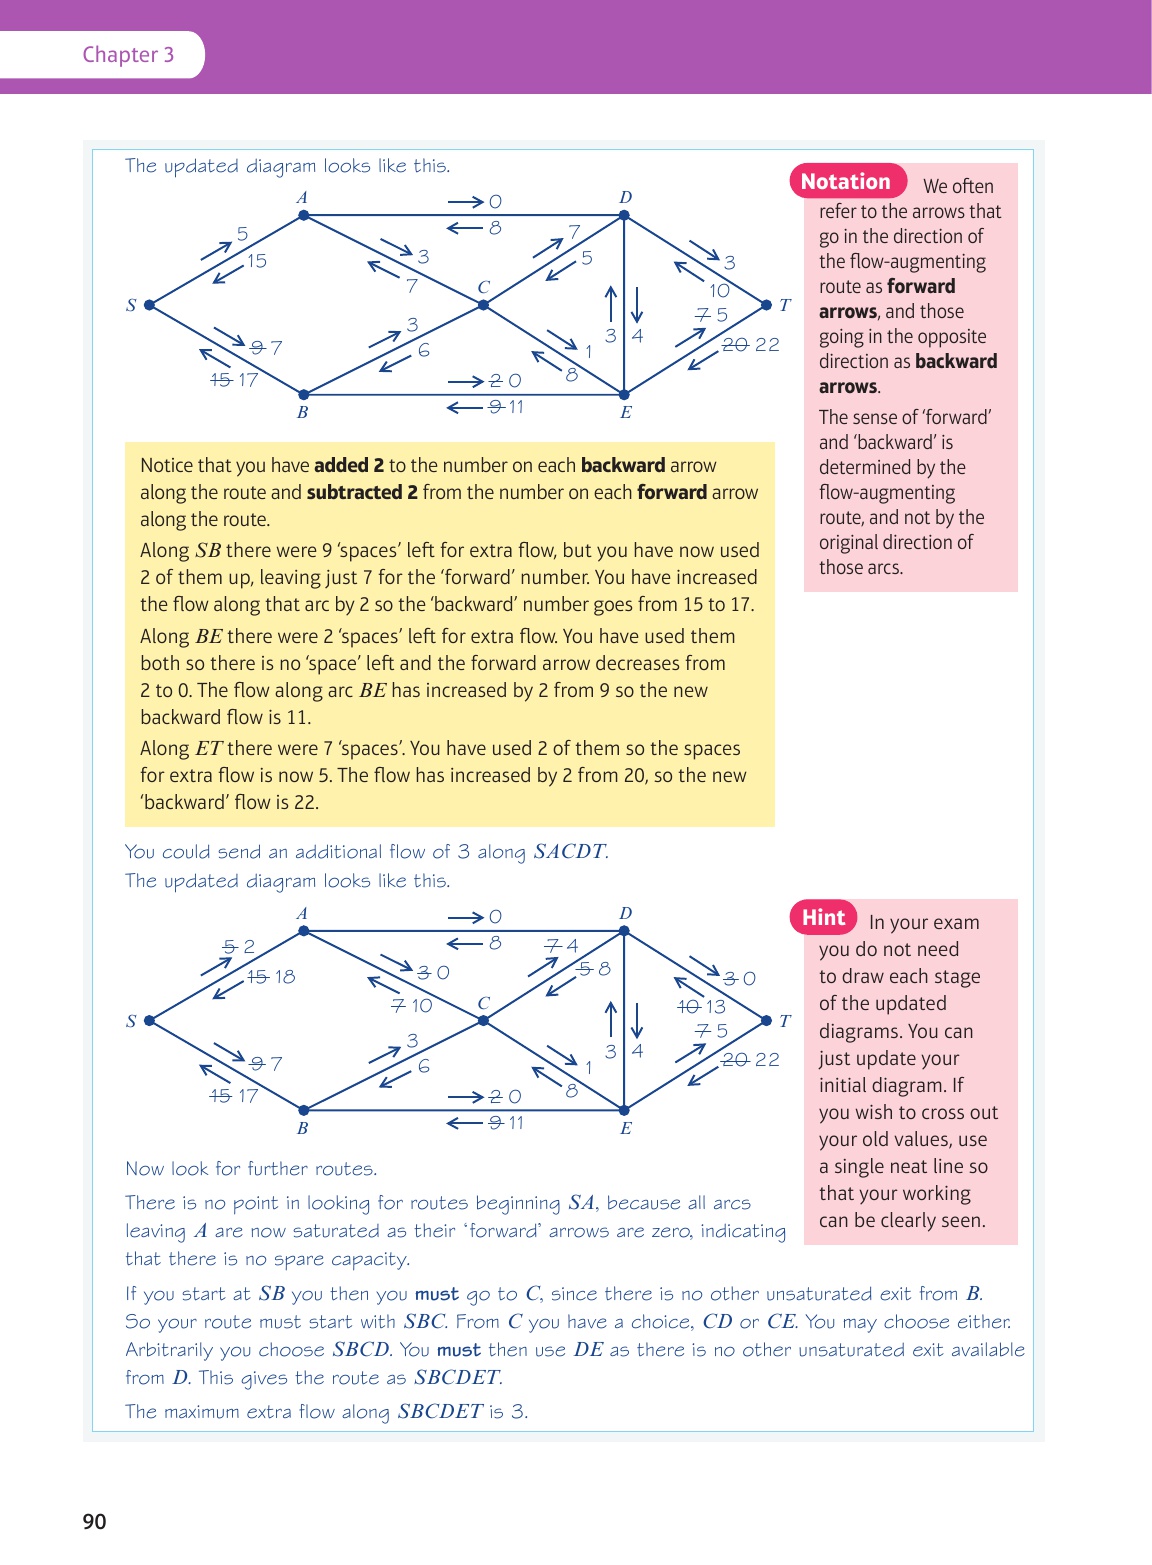 Chapter 3
The updated diagram looks like this.
A
D
0
8
5
15
3
7
7
5
3
10
C
S
T
3
6
9 7
15 17
1
8
3
4
7 5
20 22
2 0
9 11
B
E
Notation We often
refer to the arrows that
go in the direction of
the flow-augmenting
route as forward
arrows, and those
going in the opposite
direction as backward
arrows.
The sense of ‘forward’
and ‘backward’ is
determined by the
flow-augmenting
route, and not by the
original direction of
those arcs.
Notice that you have added 2 to the number on each backward arrow
along the route and subtracted 2 from the number on each forward arrow
along the route.
Along SB there were 9 ‘spaces’ left for extra flow, but you have now used
2 of them up, leaving just 7 for the ‘forward’ number. You have increased
the flow along that arc by 2 so the ‘backward’ number goes from 15 to 17.
Along BE there were 2 ‘spaces’ left for extra flow. You have used them
both so there is no ‘space’ left and the forward arrow decreases from
2 to 0. The flow along arc BE has increased by 2 from 9 so the new
backward flow is 11.
Along ET there were 7 ‘spaces’. You have used 2 of them so the spaces
for extra flow is now 5. The flow has increased by 2 from 20, so the new
‘backward’ flow is 22.
You could send an additional flow of 3 along SACDT.
The updated diagram looks like this.
A
D
0
8
5 2
15 18
3 0
7 10
7 4
5 8
3 0
10 13
C
S
T
3
6
9 7
15 17
1
8
3
4
7 5
20 22
2 0
9 11
B
E
Hint In your exam
you do not need
to draw each stage
of the updated
diagrams. You can
just update your
initial diagram. If
you wish to cross out
your old values, use
a single neat line so
that your working
can be clearly seen.
Now look for further routes.
There is no point in looking for routes beginning SA, because all arcs
leaving A are now saturated as their ‘forward’ arrows are zero, indicating
that there is no spare capacity.
If you start at SB you then you must go to C, since there is no other unsaturated exit from B.
So your route must start with SBC. From C you have a choice, CD or CE. You may choose either.
Arbitrarily you choose SBCD. You must then use DE as there is no other unsaturated exit available
from D. This gives the route as SBCDET.
The maximum extra flow along SBCDET is 3.
90